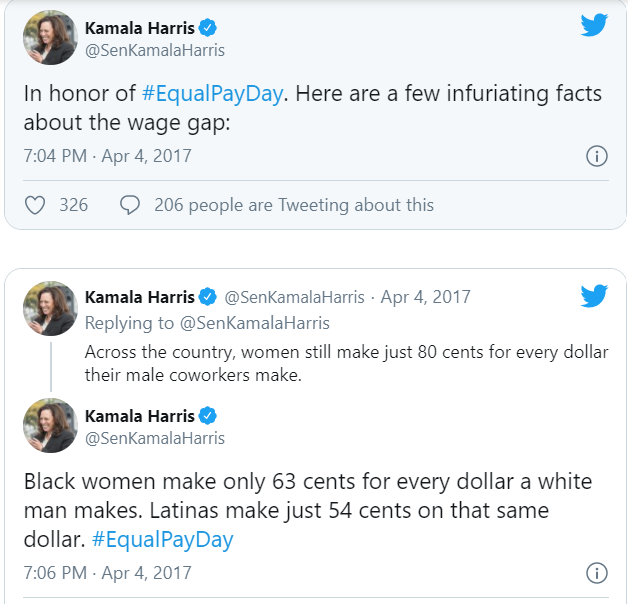 Kamala Harris
@SenKamalaHarris
In honor of #EqualPayDay. Here are a few infuriating facts
about the wage gap:
7:04 PM · Apr 4, 2017
326 206 people are Tweeting about this
Kamala Harris @SenKamalaHarris · Apr 4, 2017
Replying to @SenKamalaHarris
Across the country, women still make just 80 cents for every dollar
their male coworkers make.
Kamala Harris
@SenKamalaHarris
Black women make only 63 cents for every dollar a white
man makes. Latinas make just 54 cents on that same
dollar. #EqualPayDay
7:06 PM · Apr 4, 2017